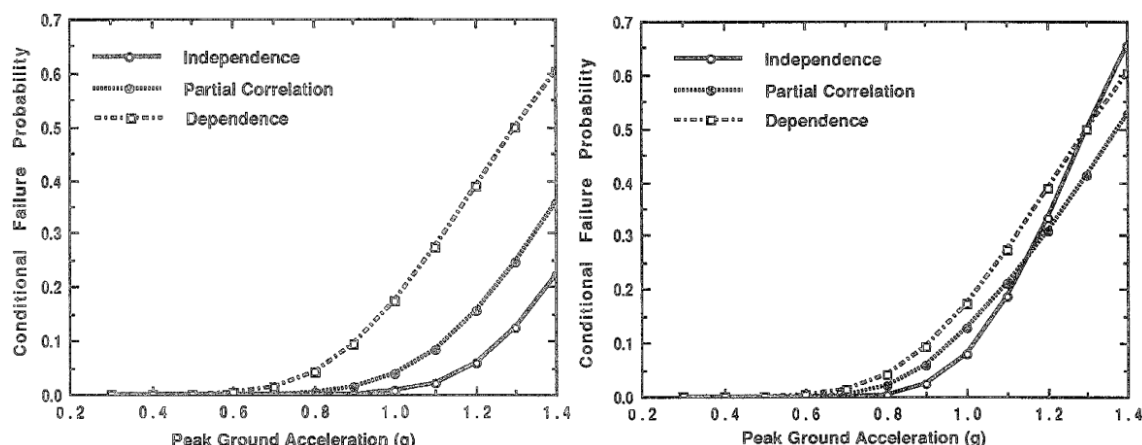 Conditional Failure Probability
0.7
0.6
0.5
0.4
0.3
0.2
0.1
0.0
Independence
Partial Correlation
Dependence
0.2 0.4 0.6 0.8 1.0 1.2 1.4
Peak Ground Acceleration (g)
Conditional Failure Probability
0.7
0.6
0.5
0.4
0.3
0.2
0.1
0.0
Independence
Partial Correlation
Dependence
0.2 0.4 0.6 0.8 1.0 1.2 1.4
Peak Ground Acceleration (g)